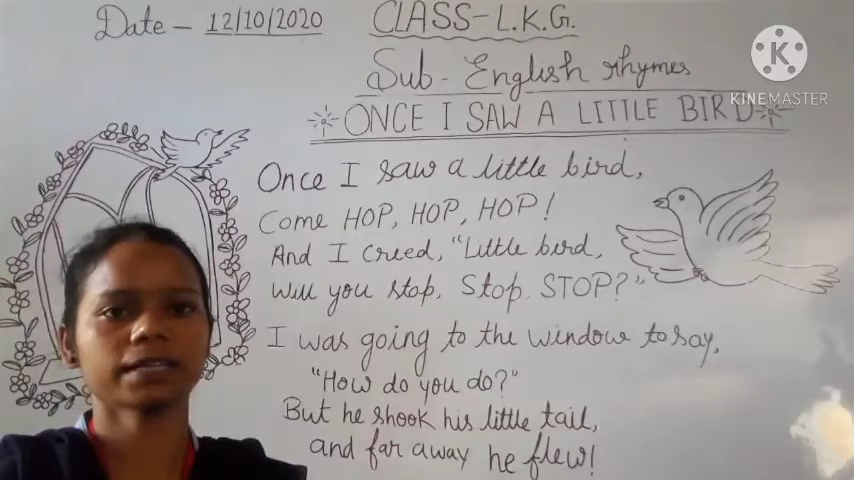 Date - 12/10/2020
CLASS-L.K.G.
Sub- English rhymes
ONCE I SAW A LITTLE BIRD
Once I saw a little bird,
Come HOP, HOP, HOP!
And I creed, "Little bird,
will you stop, Stop, STOP?"
I was going to the window to say,
"How do you do?"
But he shook his little tail,
and far away he flew!
KINEMASTER